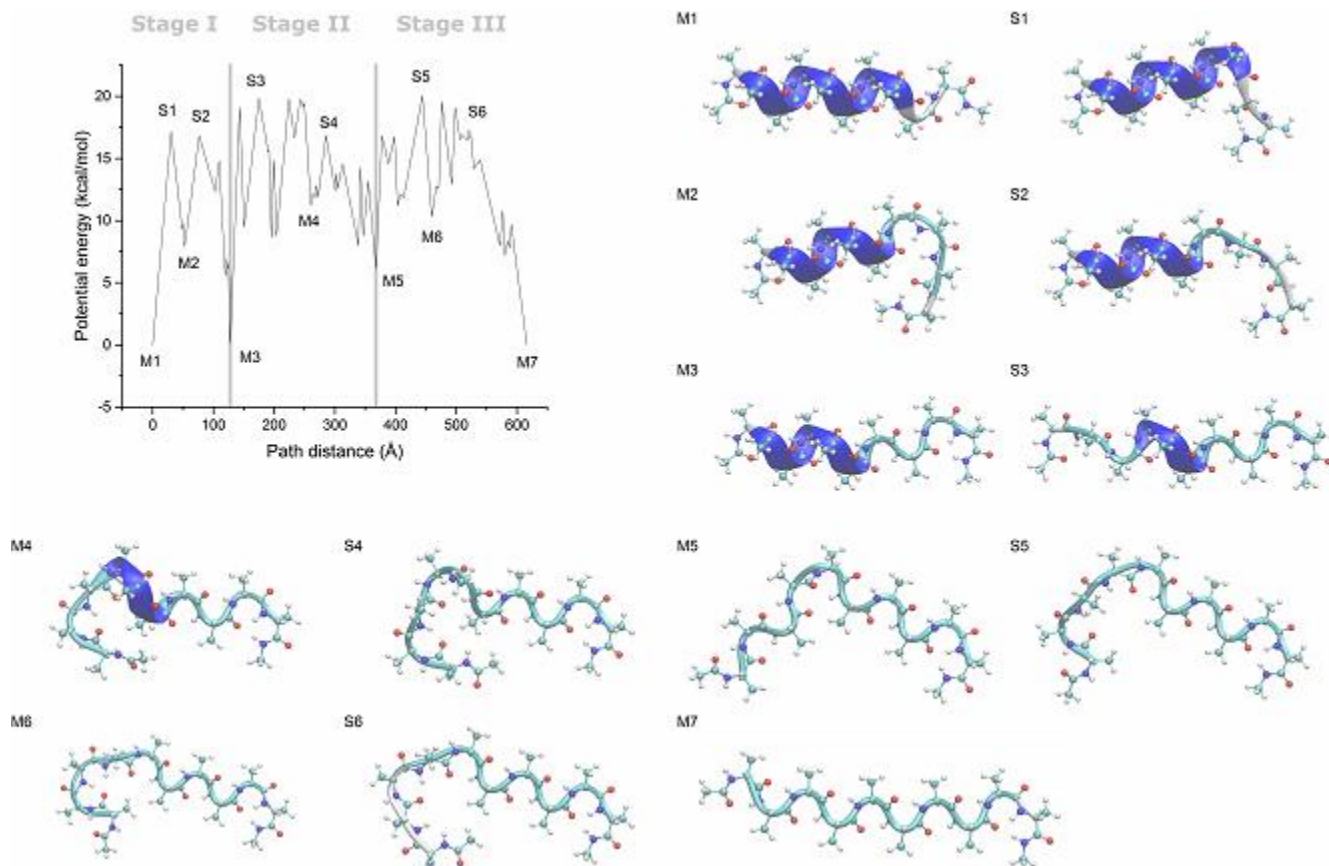 Stage I Stage II Stage III
M1 S1
S5
S3
20
S1 S2 S4 S6
15
10
M4
M6
M2
5
M5
0
M1 M3 M7
-5
0 100 200 300 400 500 600
Path distance (Å)
Potential energy (kcal/mol)
M2 S2
M3 S3
M4 S4 M5 S5
M6 S6 M7